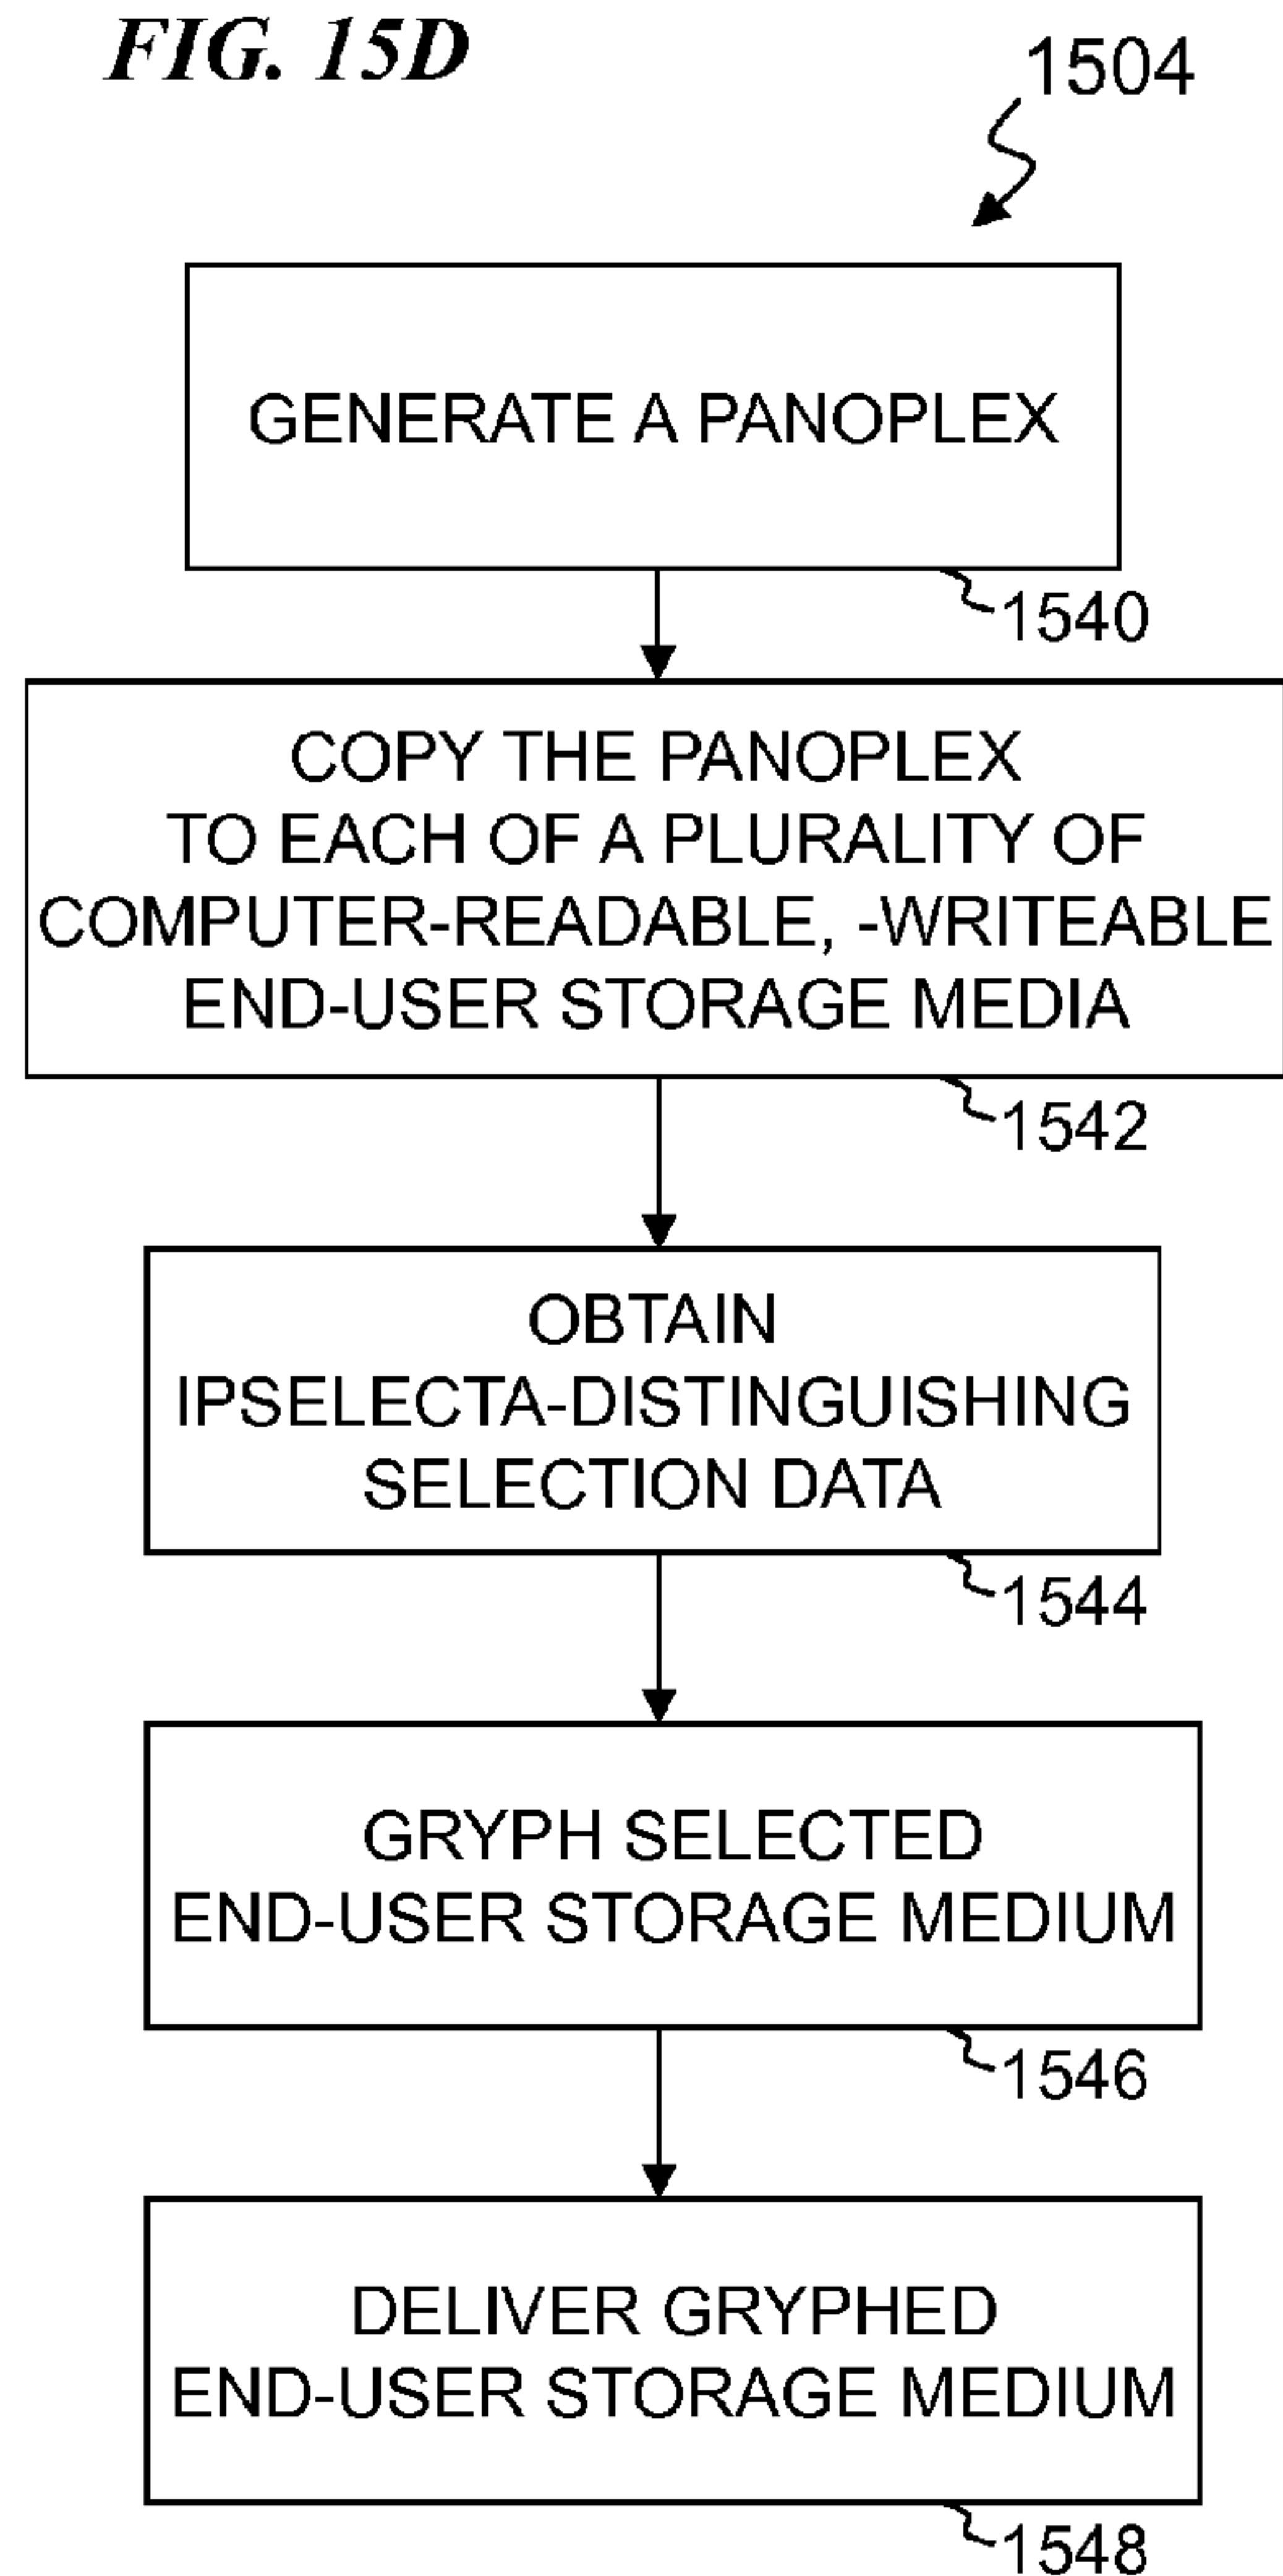 FIG. 15D
1504
GENERATE A PANOPLEX
1540
COPY THE PANOPLEX
TO EACH OF A PLURALITY OF
COMPUTER-READABLE, -WRITEABLE
END-USER STORAGE MEDIA
1542
OBTAIN
IPSELECTA-DISTINGUISHING
SELECTION DATA
1544
GRYPH SELECTED
END-USER STORAGE MEDIUM
1546
DELIVER GRYPHED
END-USER STORAGE MEDIUM
1548